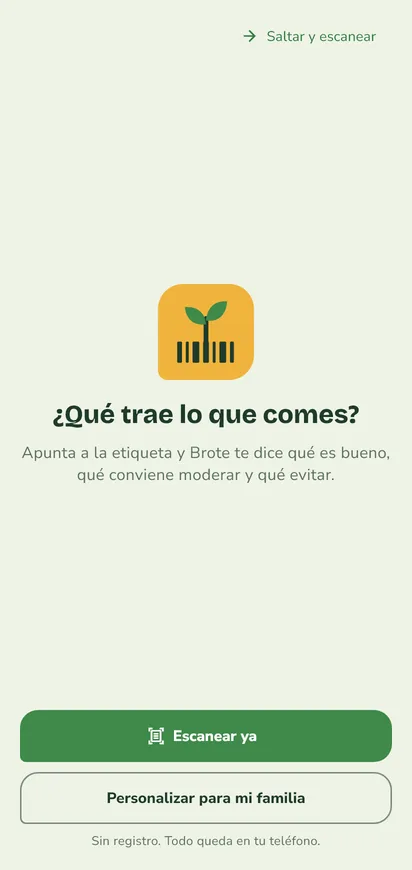 Saltar y escanear
¿Qué trae lo que comes?
Apunta a la etiqueta y Brote te dice qué es bueno,
qué conviene moderar y qué evitar.
Escanear ya
Personalizar para mi familia
Sin registro. Todo queda en tu teléfono.